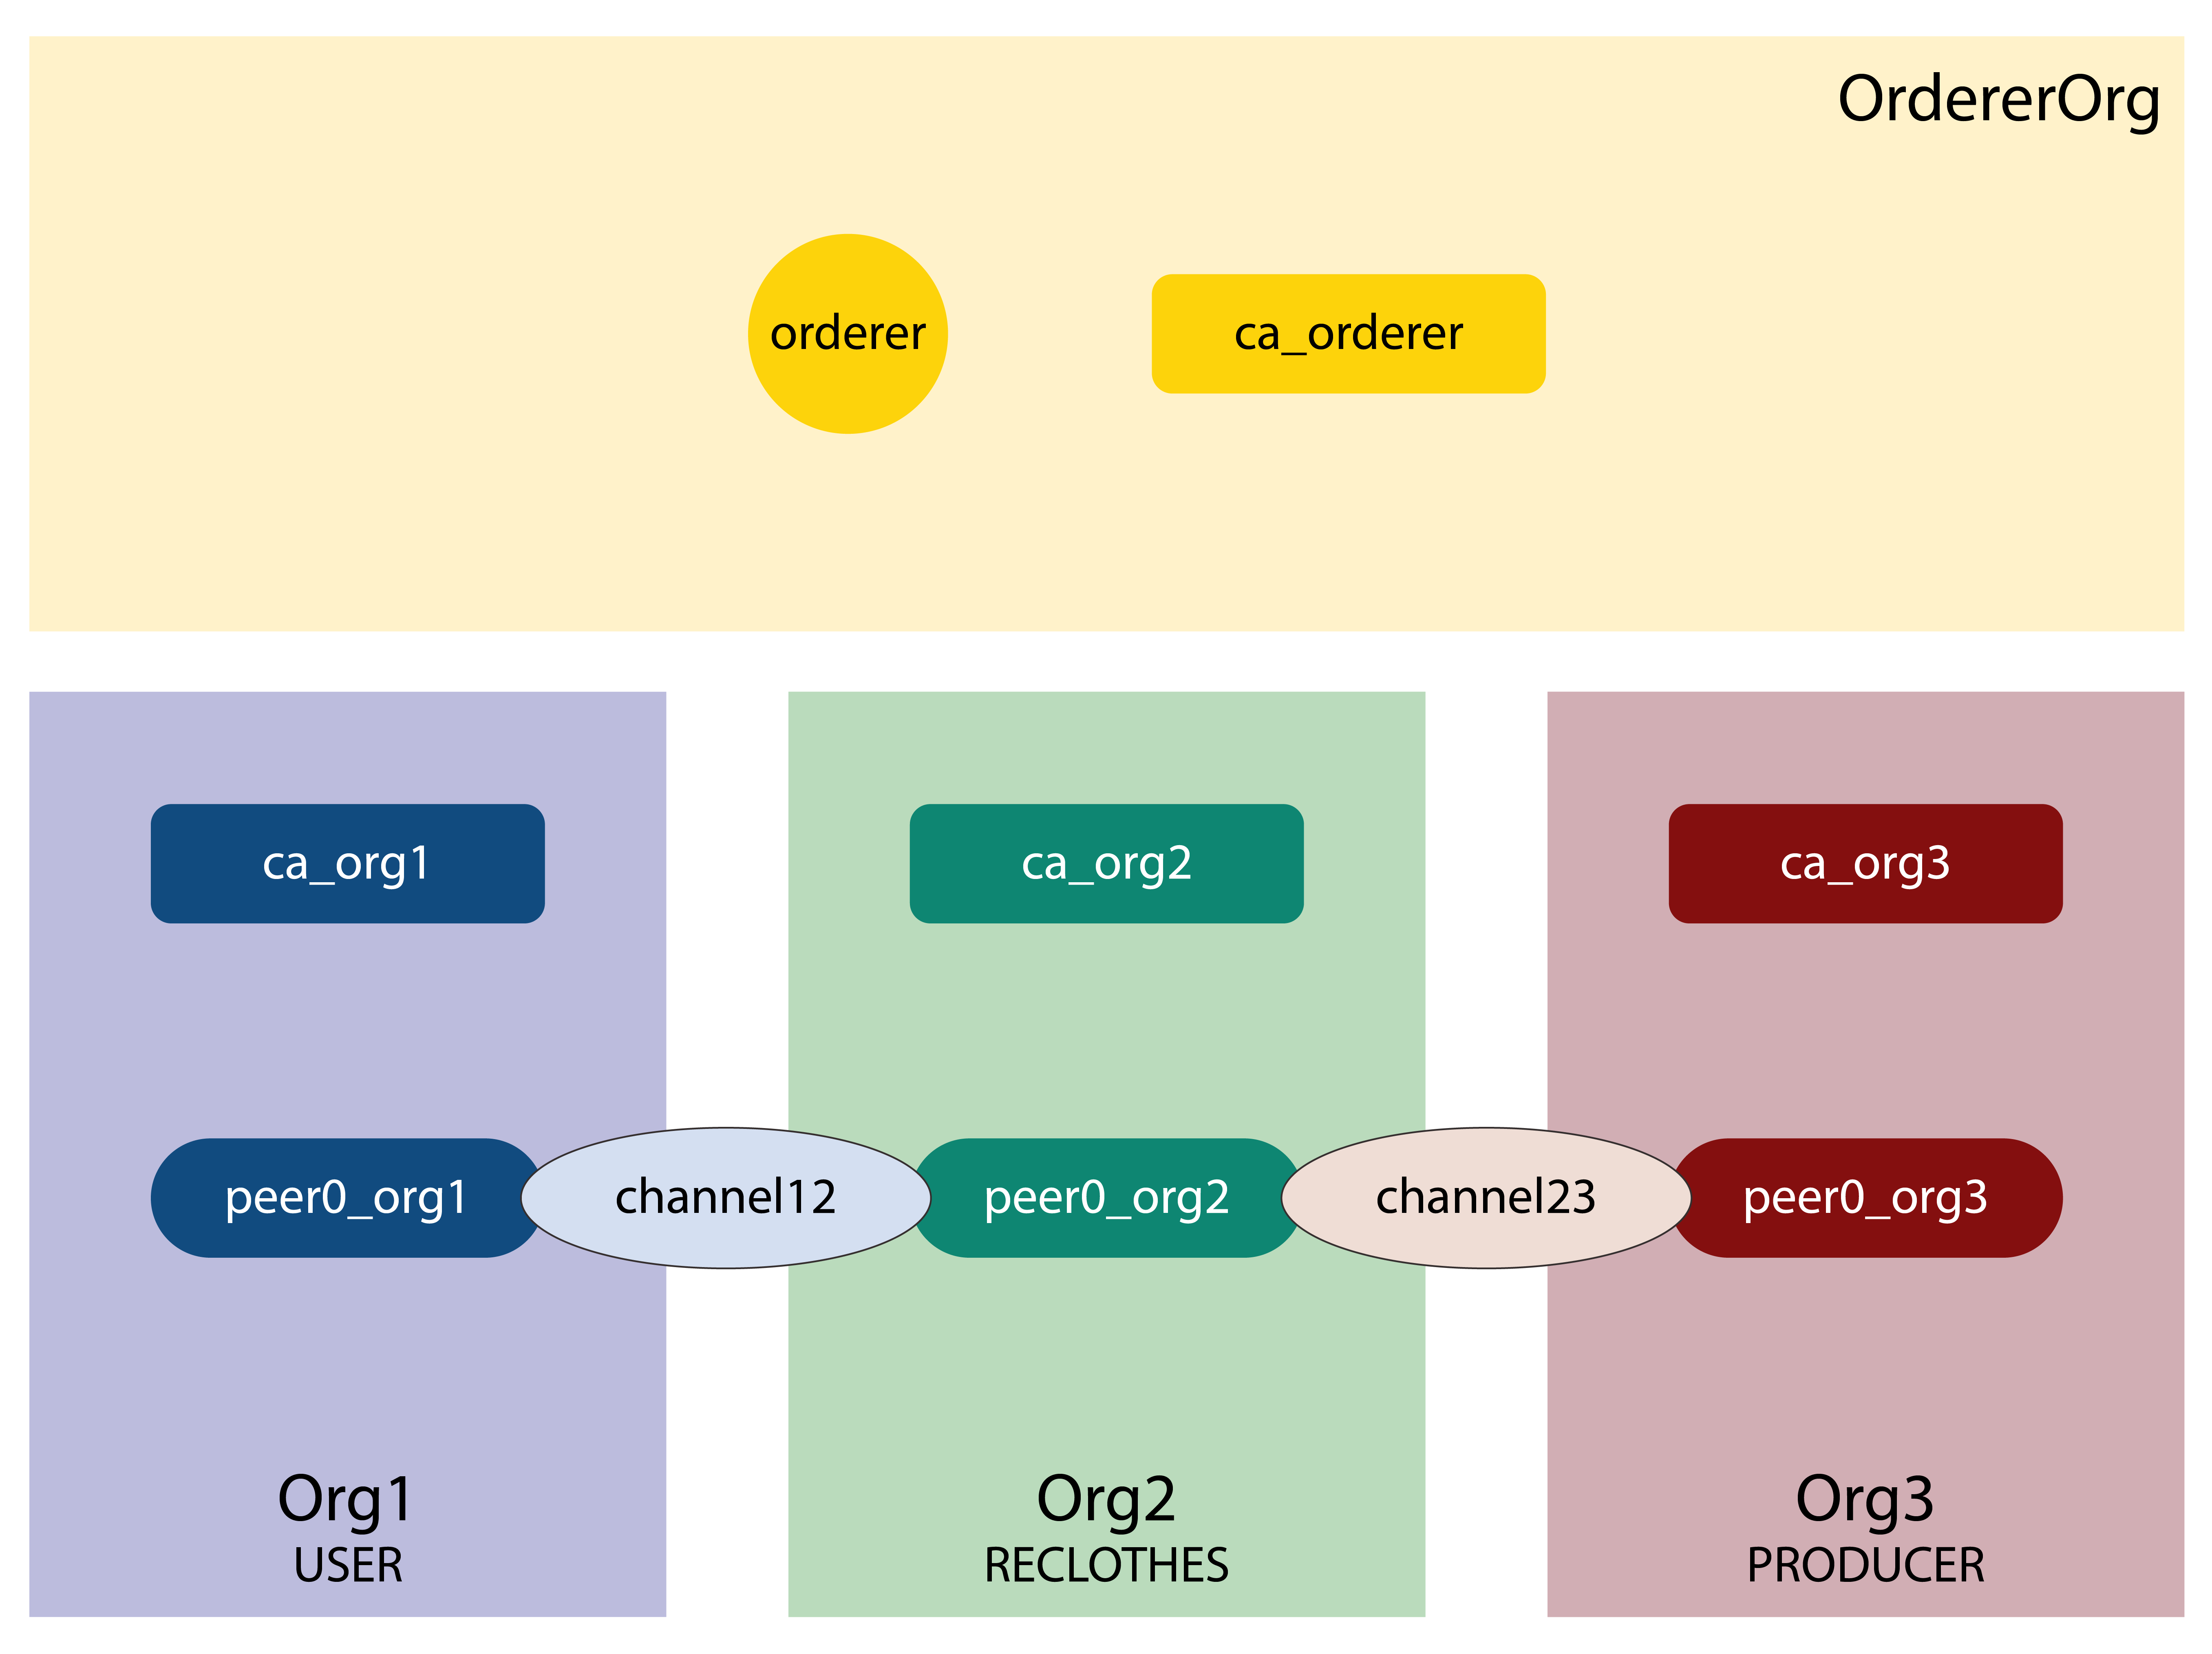 OrdererOrg
orderer
ca_orderer
ca_org1
ca_org2
ca_org3
peer0_org1
channel12
peer0_org2
channel23
peer0_org3
Org1
USER
Org2
RECLOTHES
Org3
PRODUCER